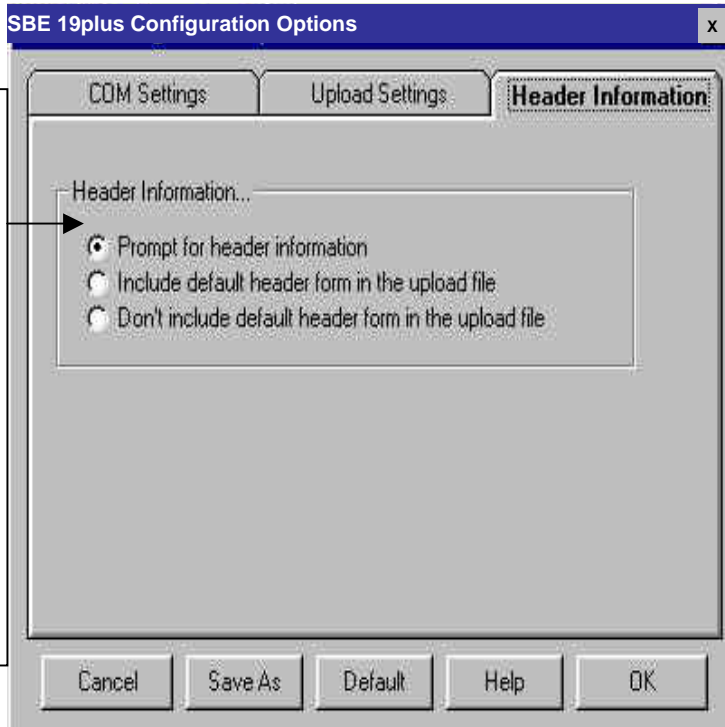 SBE 19plus Configuration Options x
COM Settings Upload Settings Header Information
Header Information...
Prompt for header information
Include default header form in the upload file
Don't include default header form in the upload file
Cancel Save As Default Help OK